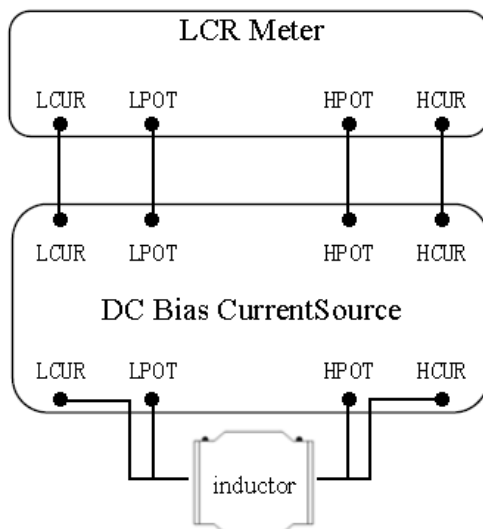 LCR Meter
LCUR LPOT HPOT HCUR
LCUR LPOT HPOT HCUR
DC Bias CurrentSource
LCUR LPOT HPOT HCUR
inductor